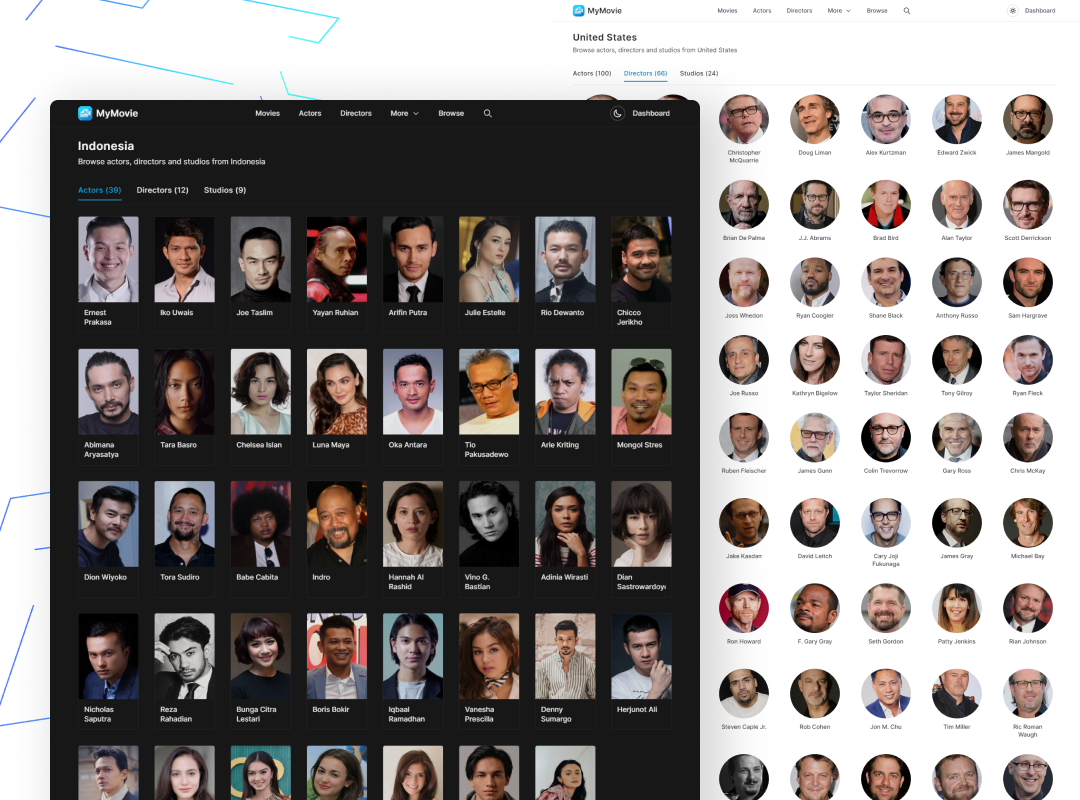 MyMovie
Movies
Actors
Directors
More
Browse
Dashboard
United States
Browse actors, directors and studios from United States
Actors (100)
Directors (66)
Studios (24)
Christopher
McQuarrie
Doug Liman
Alex Kurtzman
Edward Zwick
James Mangold
Brian De Palma
J.J. Abrams
Brad Bird
Alan Taylor
Scott Derrickson
Joss Whedon
Ryan Coogler
Shane Black
Anthony Russo
Sam Hargrave
Joe Russo
Kathryn Bigelow
Taylor Sheridan
Tony Gilroy
Ryan Fleck
Ruben Fleischer
James Gunn
Colin Trevorrow
Gary Ross
Chris McKay
Jake Kasdan
David Leitch
Cary Joji
Fukunaga
James Gray
Michael Bay
Ron Howard
F. Gary Gray
Seth Gordon
Patty Jenkins
Rian Johnson
Steven Caple Jr.
Rob Cohen
Jon M. Chu
Tim Miller
Ric Roman
Waugh
MyMovie
Movies
Actors
Directors
More
Browse
Dashboard
Indonesia
Browse actors, directors and studios from Indonesia
Actors (39)
Directors (12)
Studios (9)
Ernest
Prakasa
Iko Uwais
Joe Taslim
Yayan Ruhian
Arifin Putra
Julie Estelle
Rio Dewanto
Chicco
Jerikho
Abimana
Aryasatya
Tara Basro
Chelsea Islan
Luna Maya
Oka Antara
Tio
Pakusadewo
Arie Kriting
Mongol Stres
Dion Wiyoko
Tora Sudiro
Babe Cabita
Indro
Hannah Al
Rashid
Vino G.
Bastian
Adinia Wirasti
Dian
Sastrowardoyo
Nicholas
Saputra
Reza
Rahadian
Bunga Citra
Lestari
Boris Bokir
Iqbaal
Ramadhan
Vanesha
Prescilla
Denny
Sumargo
Herjunot Ali